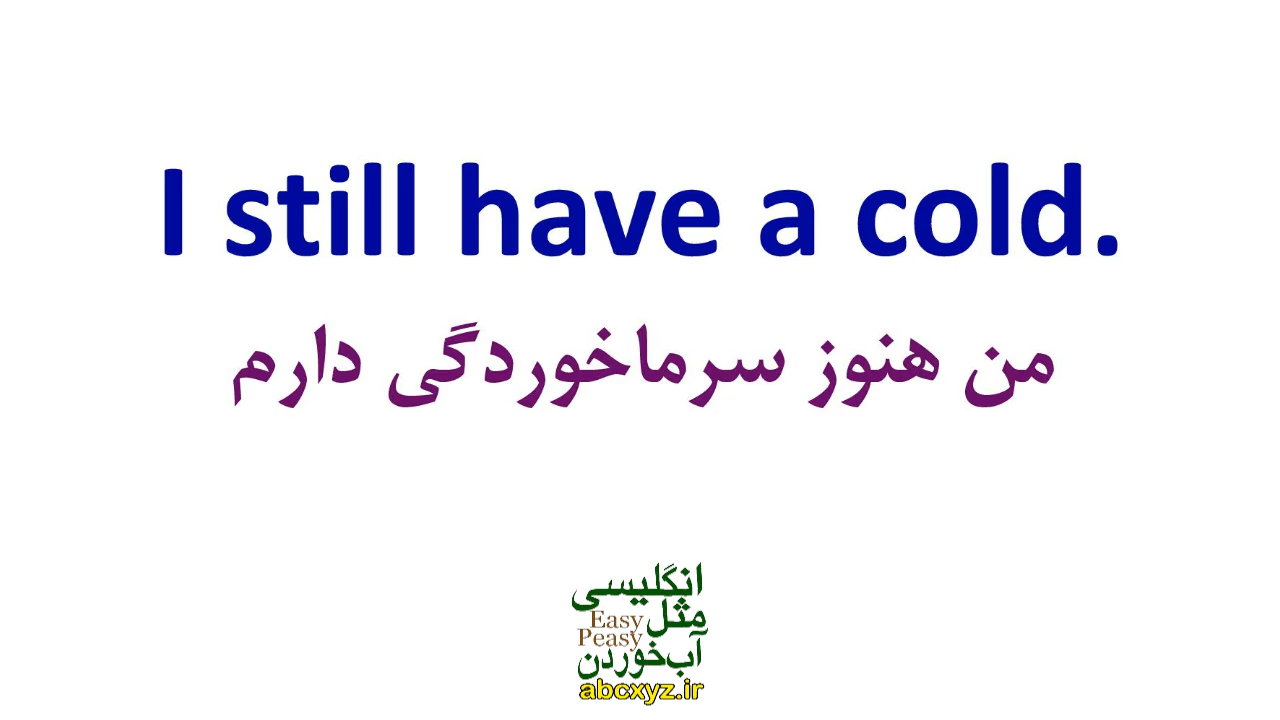 I still have a cold.
من هنوز سرماخوردگی دارم
انگلیسی
مثل
Easy
Peasy
آب‌خوردن
abcxyz.ir